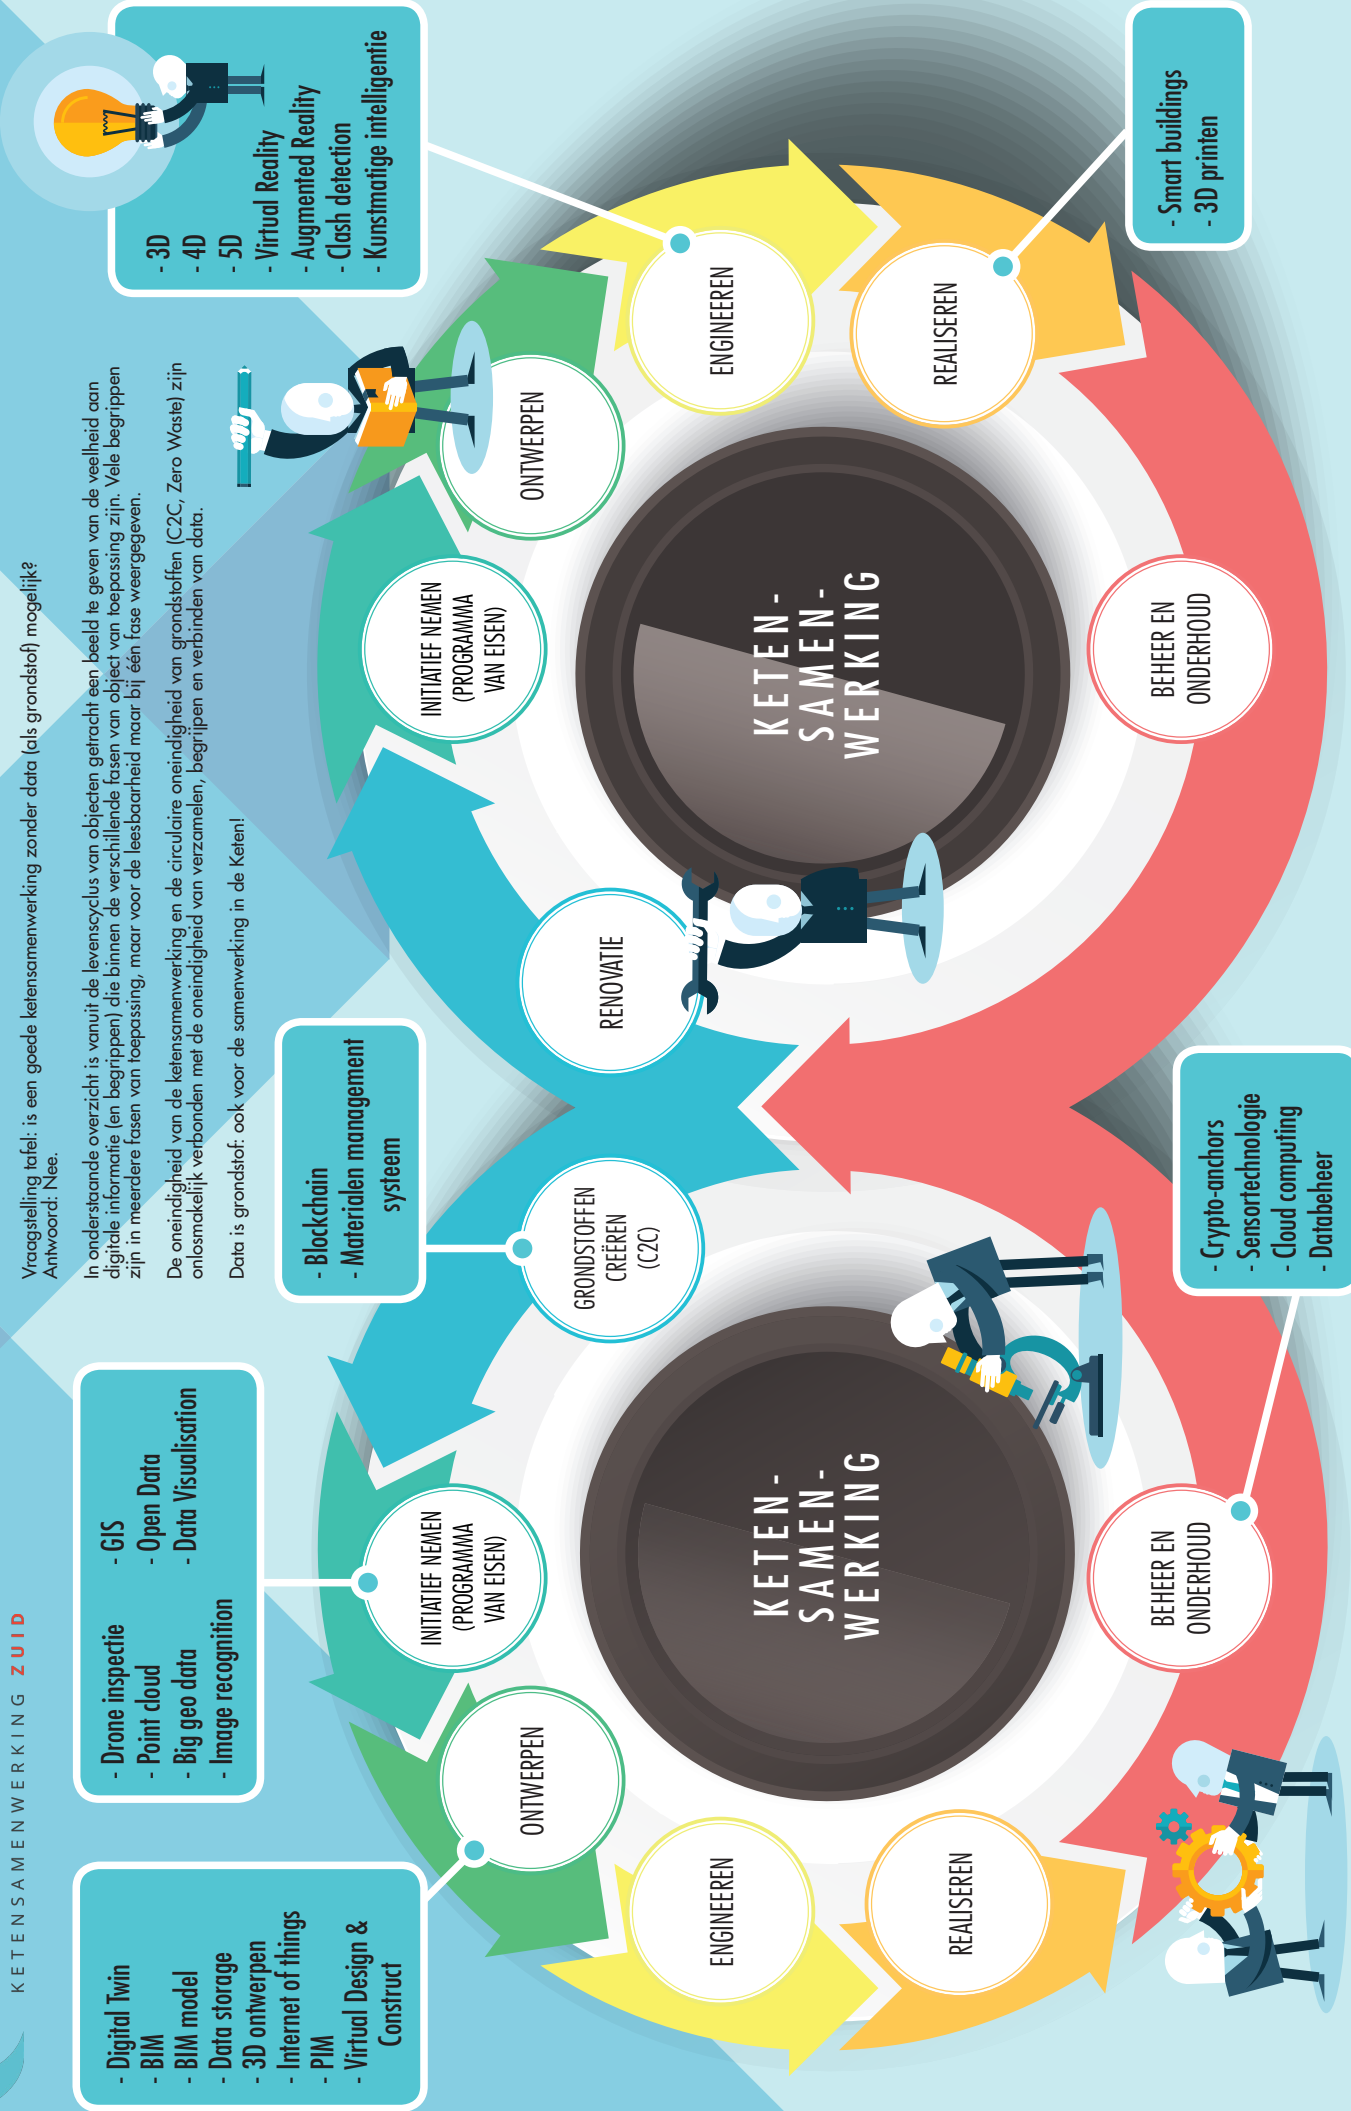 KETENSAMENWERKING ZUID
Vraagstelling tafel: is een goede ketensamenwerking zonder data (als grondstof) mogelijk?
Antwoord: Nee.
In onderstaande overzicht is vanuit de levenscyclus van objecten getracht een beeld te geven van de veelheid aan
digitale informatie (en begrippen) die binnen de verschillende fasen van object van toepassing zijn. Vele begrippen
zijn in meerdere fasen van toepassing, maar voor de leesbaarheid maar bij één fase weergegeven.
De oneindigheid van de ketensamenwerking en de circulaire oneindigheid van grondstoffen (C2C, Zero Waste) zijn
onlosmakelijk verbonden met de oneindigheid van verzamelen, begrijpen en verbinden van data.
Data is grondstof: ook voor de samenwerking in de Keten!
- Digital Twin
- BIM
- BIM model
- Data storage
- 3D ontwerpen
- Internet of things
- PIM
- Virtual Design &
Construct
- Drone inspectie
- Point cloud
- Big geo data
- Image recognition
- GIS
- Open Data
- Data Visualisation
- Blockchain
- Materialen management
systeem
- 3D
- 4D
- 5D
- Virtual Reality
- Augmented Reality
- Clash detection
- Kunstmatige intelligentie
ENGINEEREN
ONTWERPEN
INITIATIEF NEMEN
(PROGRAMMA
VAN EISEN)
GRONDSTOFFEN
CREËREN
(C2C)
RENOVATIE
INITIATIEF NEMEN
(PROGRAMMA
VAN EISEN)
ONTWERPEN
ENGINEEREN
KETEN-
SAMEN-
WERKING
KETEN-
SAMEN-
WERKING
REALISEREN
BEHEER EN
ONDERHOUD
BEHEER EN
ONDERHOUD
REALISEREN
- Crypto-anchors
- Sensortechnologie
- Cloud computing
- Databeheer
- Smart buildings
- 3D printen